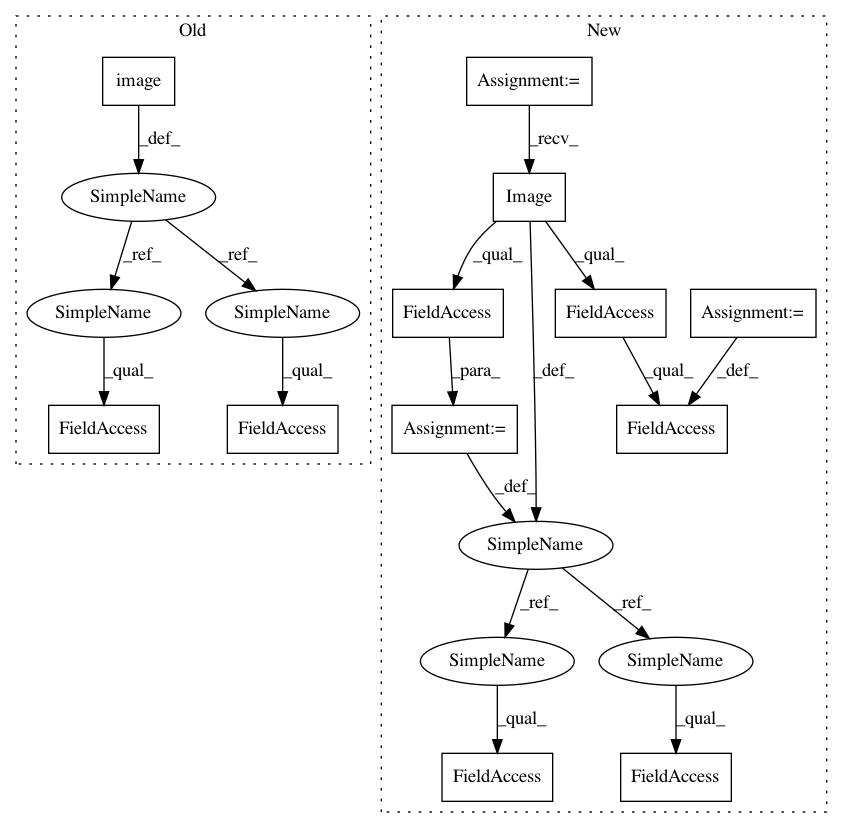 Old
New
image
Assignment:=
_def_
_recv_
SimpleName
Image
_ref_
_ref_
_qual_
_qual_
SimpleName
SimpleName
FieldAccess
FieldAccess
Assignment:=
_qual_
_qual_
_para_
_def_
_qual_
_def_
FieldAccess
FieldAccess
Assignment:=
FieldAccess
_def_
SimpleName
_ref_
_ref_
SimpleName
SimpleName
_qual_
_qual_
FieldAccess
FieldAccess